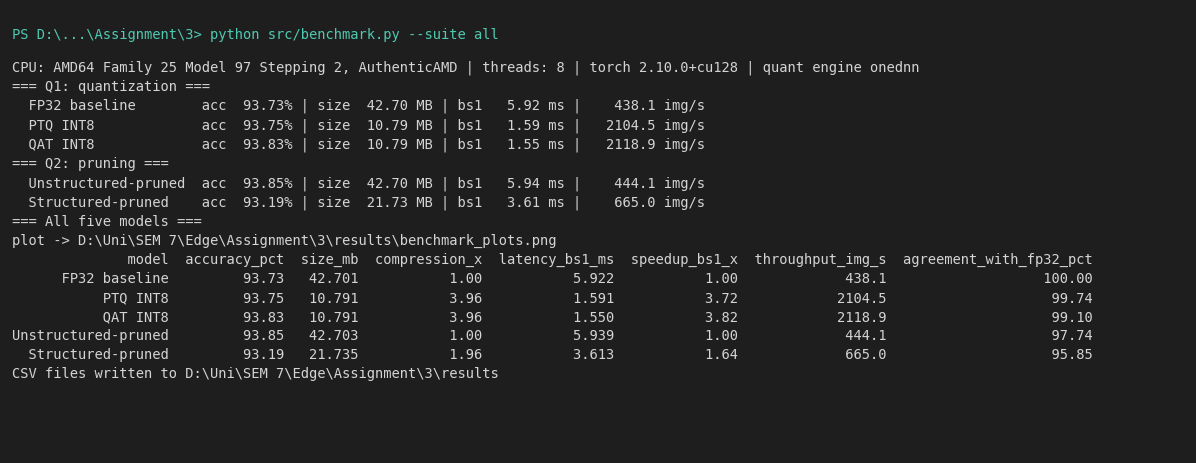 PS D:\...\Assignment\3> python src/benchmark.py --suite all
CPU: AMD64 Family 25 Model 97 Stepping 2, AuthenticAMD | threads: 8 | torch 2.10.0+cu128 | quant engine onednn
=== Q1: quantization ===
  FP32 baseline        acc  93.73% | size  42.70 MB | bs1   5.92 ms |    438.1 img/s
  PTQ INT8             acc  93.75% | size  10.79 MB | bs1   1.59 ms |   2104.5 img/s
  QAT INT8             acc  93.83% | size  10.79 MB | bs1   1.55 ms |   2118.9 img/s
=== Q2: pruning ===
  Unstructured-pruned  acc  93.85% | size  42.70 MB | bs1   5.94 ms |    444.1 img/s
  Structured-pruned    acc  93.19% | size  21.73 MB | bs1   3.61 ms |    665.0 img/s
=== All five models ===
plot -> D:\Uni\SEM 7\Edge\Assignment\3\results\benchmark_plots.png
              model  accuracy_pct  size_mb  compression_x  latency_bs1_ms  speedup_bs1_x  throughput_img_s  agreement_with_fp32_pct
      FP32 baseline         93.73   42.701           1.00           5.922           1.00             438.1                   100.00
           PTQ INT8         93.75   10.791           3.96           1.591           3.72            2104.5                    99.74
           QAT INT8         93.83   10.791           3.96           1.550           3.82            2118.9                    99.10
Unstructured-pruned         93.85   42.703           1.00           5.939           1.00             444.1                    97.74
  Structured-pruned         93.19   21.735           1.96           3.613           1.64             665.0                    95.85
CSV files written to D:\Uni\SEM 7\Edge\Assignment\3\results